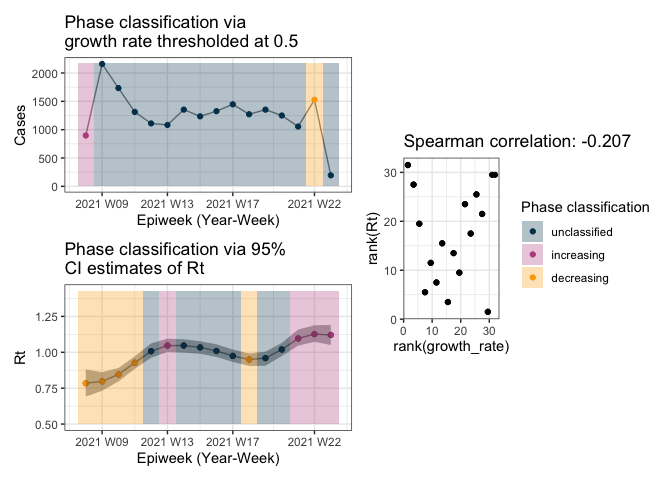 Phase classification via
growth rate thresholded at 0.5
2000
1500
1000
500
0
Cases
2021 W09
2021 W13
2021 W17
2021 W22
Epiweek (Year-Week)
Phase classification via 95%
CI estimates of Rt
1.25
1.00
0.75
0.50
Rt
2021 W09
2021 W13
2021 W17
2021 W22
Epiweek (Year-Week)
Spearman correlation: -0.207
30
20
10
0
rank(Rt)
0
10
20
30
rank(growth_rate)
Phase classification
unclassified
increasing
decreasing